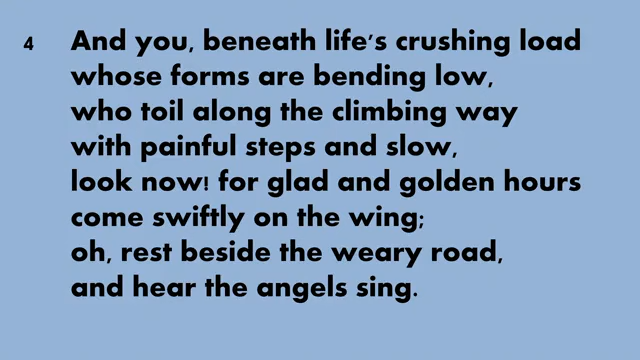 4 And you, beneath life's crushing load
whose forms are bending low,
who toil along the climbing way
with painful steps and slow,
look now! for glad and golden hours
come swiftly on the wing;
oh, rest beside the weary road,
and hear the angels sing.